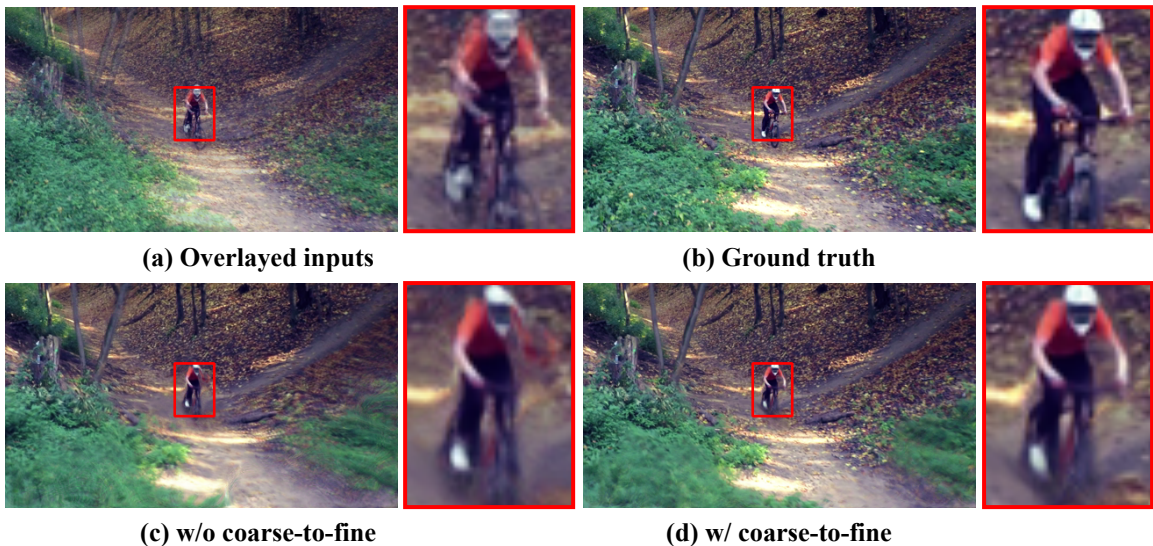 (a) Overlayed inputs
(b) Ground truth
(c) w/o coarse-to-fine
(d) w/ coarse-to-fine